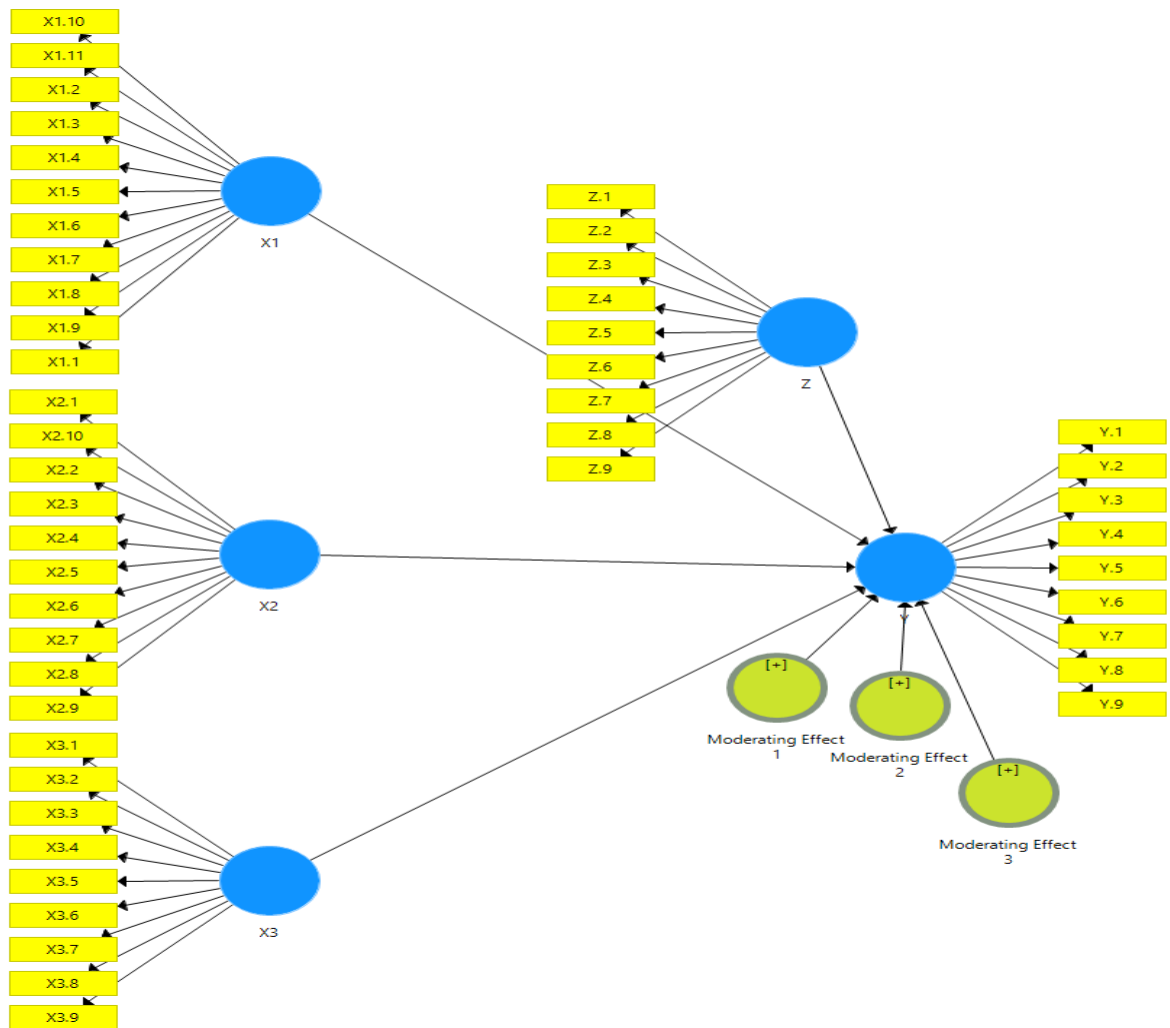 X1.10
X1.11
X1.2
X1.3
X1.4
X1.5
X1.6
X1.7
X1.8
X1.9
X1.1
X1
X2.1
X2.10
X2.2
X2.3
X2.4
X2.5
X2.6
X2.7
X2.8
X2.9
X2
X3.1
X3.2
X3.3
X3.4
X3.5
X3.6
X3.7
X3.8
X3.9
X3
Z.1
Z.2
Z.3
Z.4
Z.5
Z.6
Z.7
Z.8
Z.9
Z
Y.1
Y.2
Y.3
Y.4
Y.5
Y.6
Y.7
Y.8
Y.9
Y
[+]
Moderating Effect
1
[+]
Moderating Effect
2
[+]
Moderating Effect
3